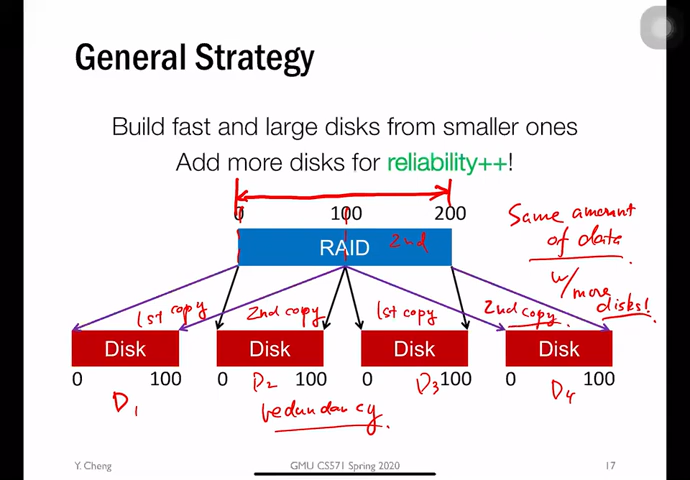 General Strategy
Build fast and large disks from smaller ones
Add more disks for reliability++!
0 100 200
RAID 2nd
Same amount
of data
w/ more
disks!
1st copy 2nd copy 1st copy 2nd copy.
Disk Disk Disk Disk
0 100 0 100 0 100 0 100
D1 D2 D3 D4
redundancy.
Y. Cheng GMU CS571 Spring 2020 17